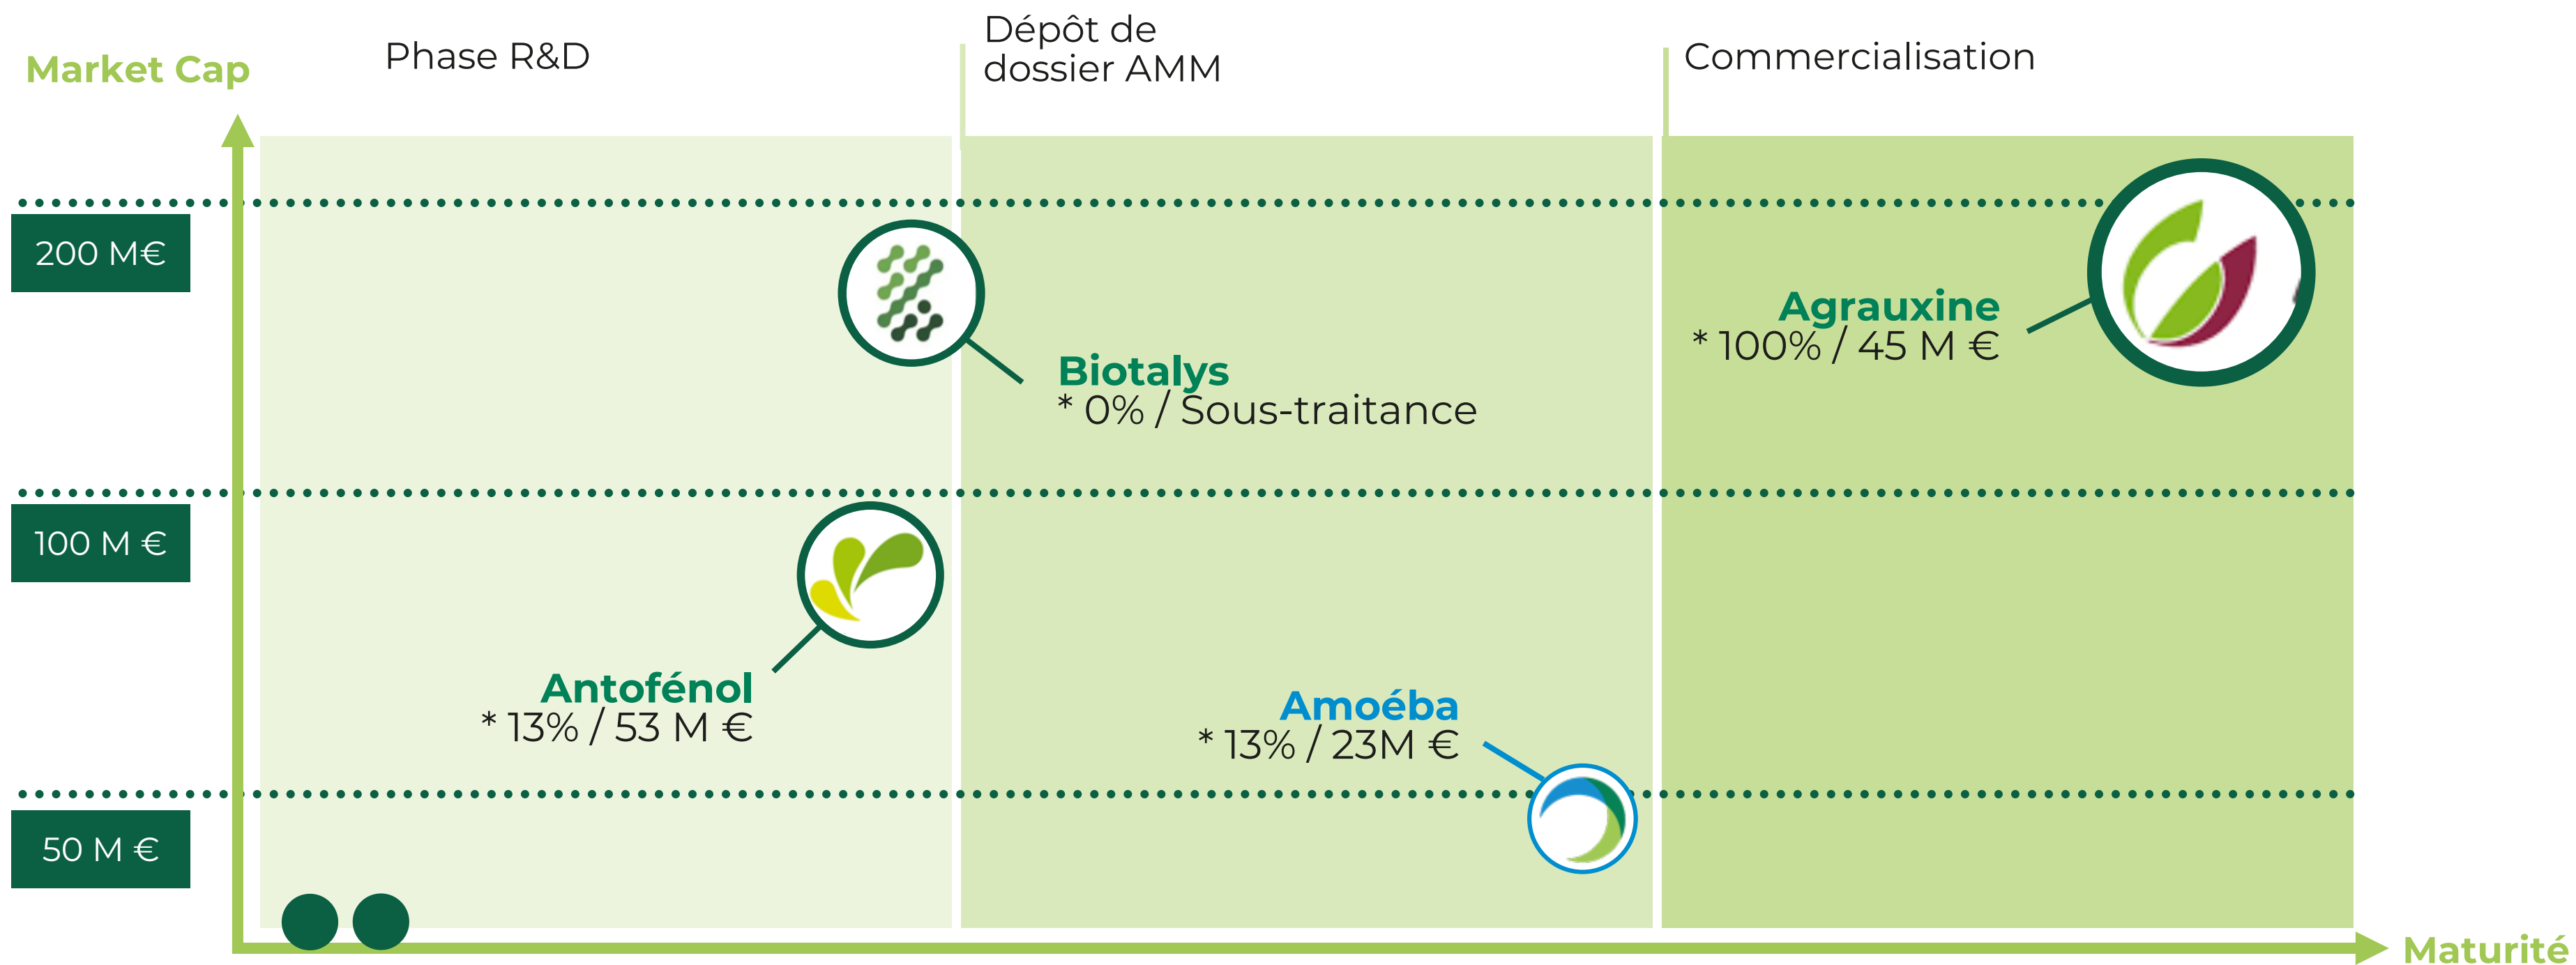 Market Cap
Phase R&D
Dépôt de
dossier AMM
Commercialisation
200 M€
Agrauxine
* 100% / 45 M €
Biotalys
* 0% / Sous-traitance
100 M €
Antofénol
* 13% / 53 M €
Amoéba
* 13% / 23M €
50 M €
Maturité